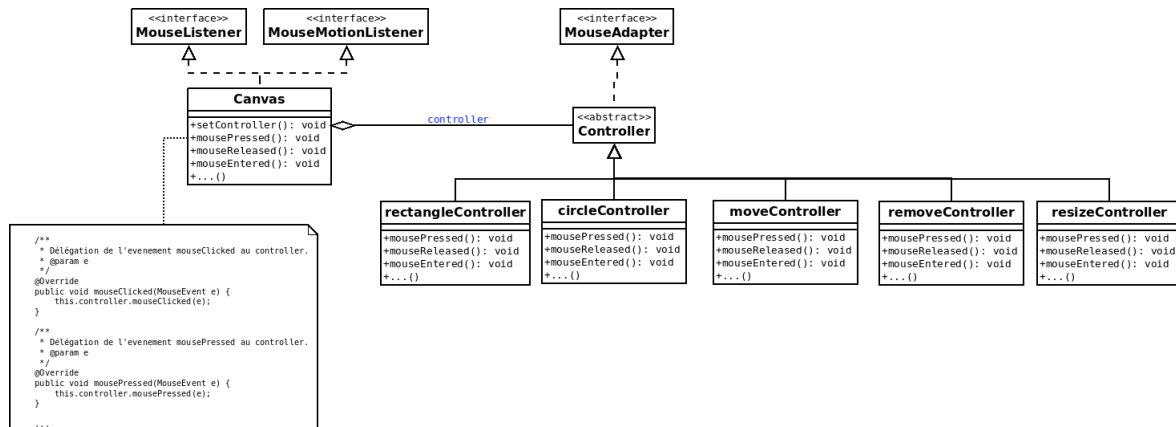 <<interface>>
MouseListener
<<interface>>
MouseMotionListener
<<interface>>
MouseAdapter
Canvas
+setController(): void
+mousePressed(): void
+mouseReleased(): void
+mouseEntered(): void
+...()
controller
<<abstract>>
Controller
rectangleController
+mousePressed(): void
+mouseReleased(): void
+mouseEntered(): void
+...()
circleController
+mousePressed(): void
+mouseReleased(): void
+mouseEntered(): void
+...()
moveController
+mousePressed(): void
+mouseReleased(): void
+mouseEntered(): void
+...()
removeController
+mousePressed(): void
+mouseReleased(): void
+mouseEntered(): void
+...()
resizeController
+mousePressed(): void
+mouseReleased(): void
+mouseEntered(): void
+...()
/**
* Délégation de l'evenement mouseClicked au controller.
* @param e
*/
@Override
public void mouseClicked(MouseEvent e) {
this.controller.mouseClicked(e);
}
/**
* Délégation de l'evenement mousePressed au controller.
* @param e
*/
@Override
public void mousePressed(MouseEvent e) {
this.controller.mousePressed(e);
}
...